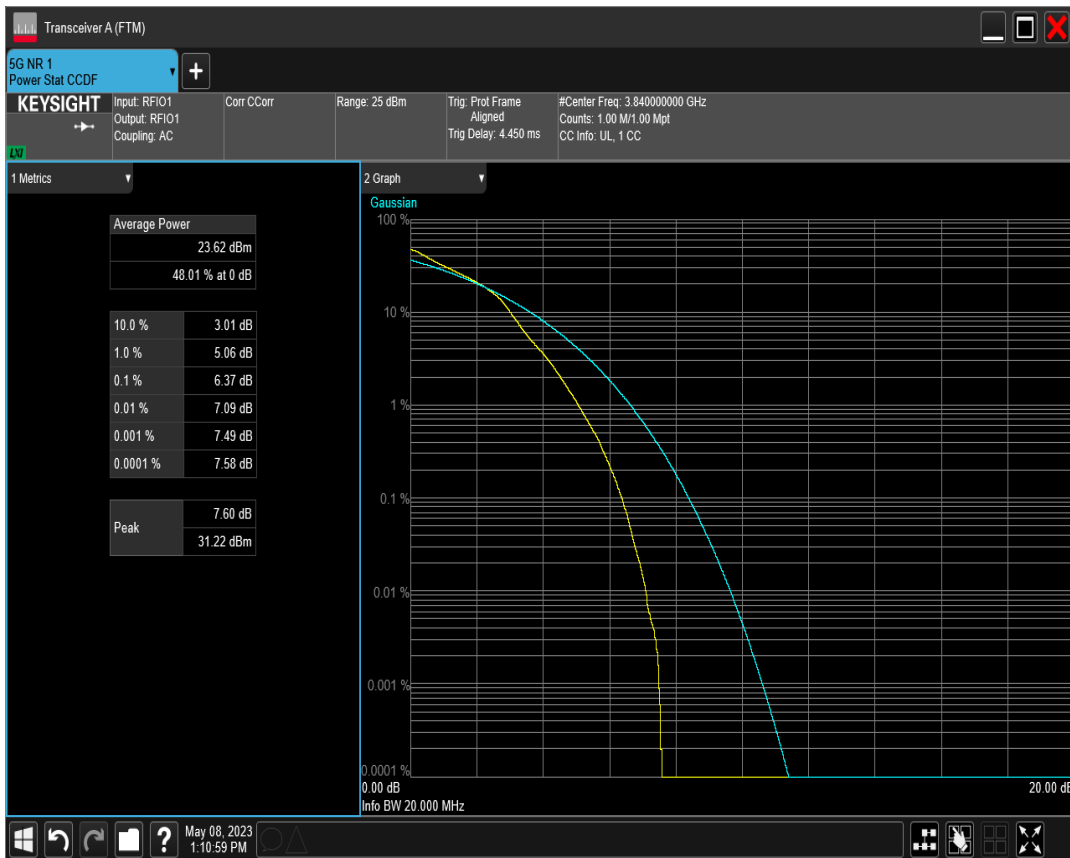 Transceiver A (FTM)
5G NR 1
Power Stat CCDF
+
KEYSIGHT
LXI
Input: RFIO1
Output: RFIO1
Coupling: AC
Corr CCorr
Range: 25 dBm
Trig: Prot Frame
Aligned
Trig Delay: 4.450 ms
#Center Freq: 3.840000000 GHz
Counts: 1.00 M/1.00 Mpt
CC Info: UL, 1 CC
1 Metrics
Average Power
23.62 dBm
48.01 % at 0 dB
10.0 % 3.01 dB
1.0 % 5.06 dB
0.1 % 6.37 dB
0.01 % 7.09 dB
0.001 % 7.49 dB
0.0001 % 7.58 dB
Peak
7.60 dB
31.22 dBm
2 Graph
Gaussian
100 %
10 %
1 %
0.1 %
0.01 %
0.001 %
0.0001 %
0.00 dB 20.00 dB
Info BW 20.000 MHz
?
May 08, 2023
1:10:59 PM